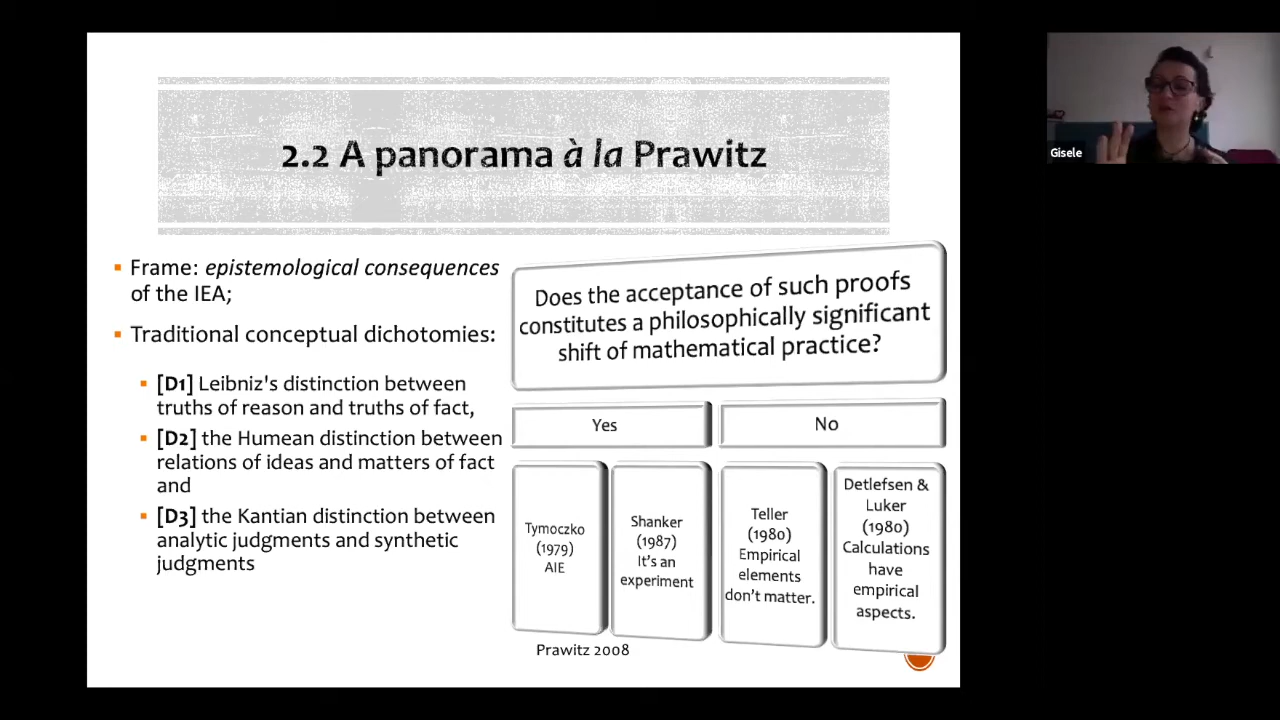 2.2 A panorama à la Prawitz
Frame: epistemological consequences
of the IEA;
Traditional conceptual dichotomies:
[D1] Leibniz's distinction between
truths of reason and truths of fact,
[D2] the Humean distinction between
relations of ideas and matters of fact
and
[D3] the Kantian distinction between
analytic judgments and synthetic
judgments
Does the acceptance of such proofs
constitutes a philosophically significant
shift of mathematical practice?
Yes
No
Tymoczko
(1979)
AIE
Shanker
(1987)
It's an
experiment
Teller
(1980)
Empirical
elements
don't matter.
Detlefsen &
Luker
(1980)
Calculations
have
empirical
aspects.
Prawitz 2008
Gisele